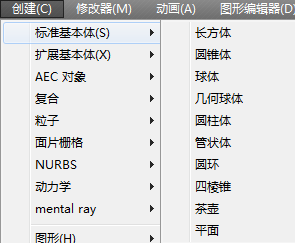 创建(C) 修改器(M) 动画(A) 图形编辑器(D)
标准基本体(S)
扩展基本体(X)
AEC 对象
复合
粒子
面片栅格
NURBS
动力学
mental ray
图形(H)
长方体
圆锥体
球体
几何球体
圆柱体
管状体
圆环
四棱锥
茶壶
平面